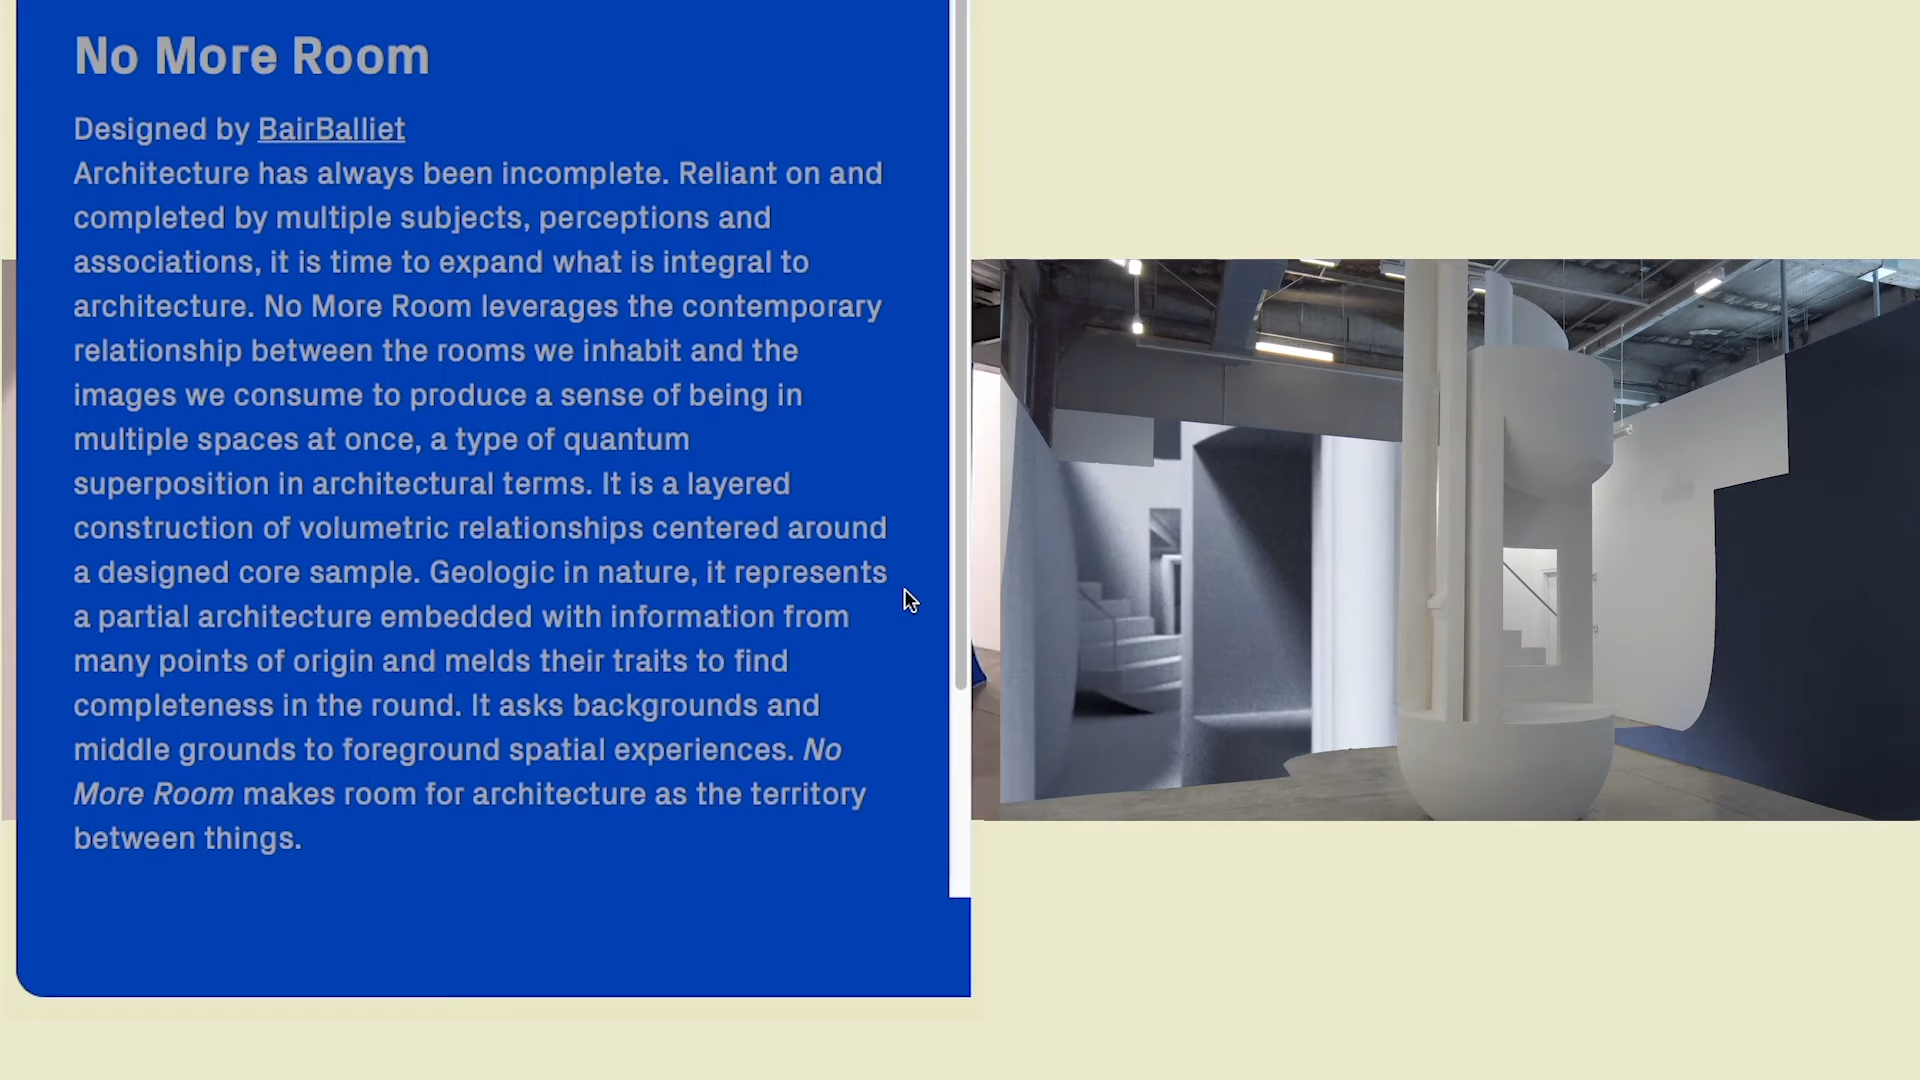 No More Room
Designed by BairBalliet
Architecture has always been incomplete. Reliant on and
completed by multiple subjects, perceptions and
associations, it is time to expand what is integral to
architecture. No More Room leverages the contemporary
relationship between the rooms we inhabit and the
images we consume to produce a sense of being in
multiple spaces at once, a type of quantum
superposition in architectural terms. It is a layered
construction of volumetric relationships centered around
a designed core sample. Geologic in nature, it represents
a partial architecture embedded with information from
many points of origin and melds their traits to find
completeness in the round. It asks backgrounds and
middle grounds to foreground spatial experiences. No
More Room makes room for architecture as the territory
between things.